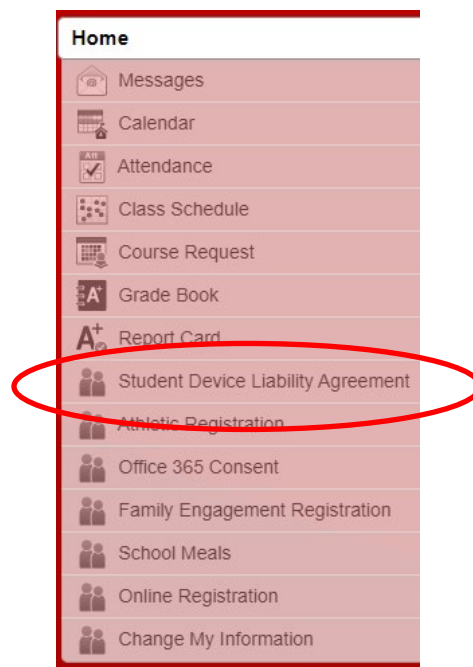 Home
Messages
Calendar
Att
Attendance
Class Schedule
Course Request
A+ Grade Book
A+ Report Card
Student Device Liability Agreement
Athletic Registration
Office 365 Consent
Family Engagement Registration
School Meals
Online Registration
Change My Information